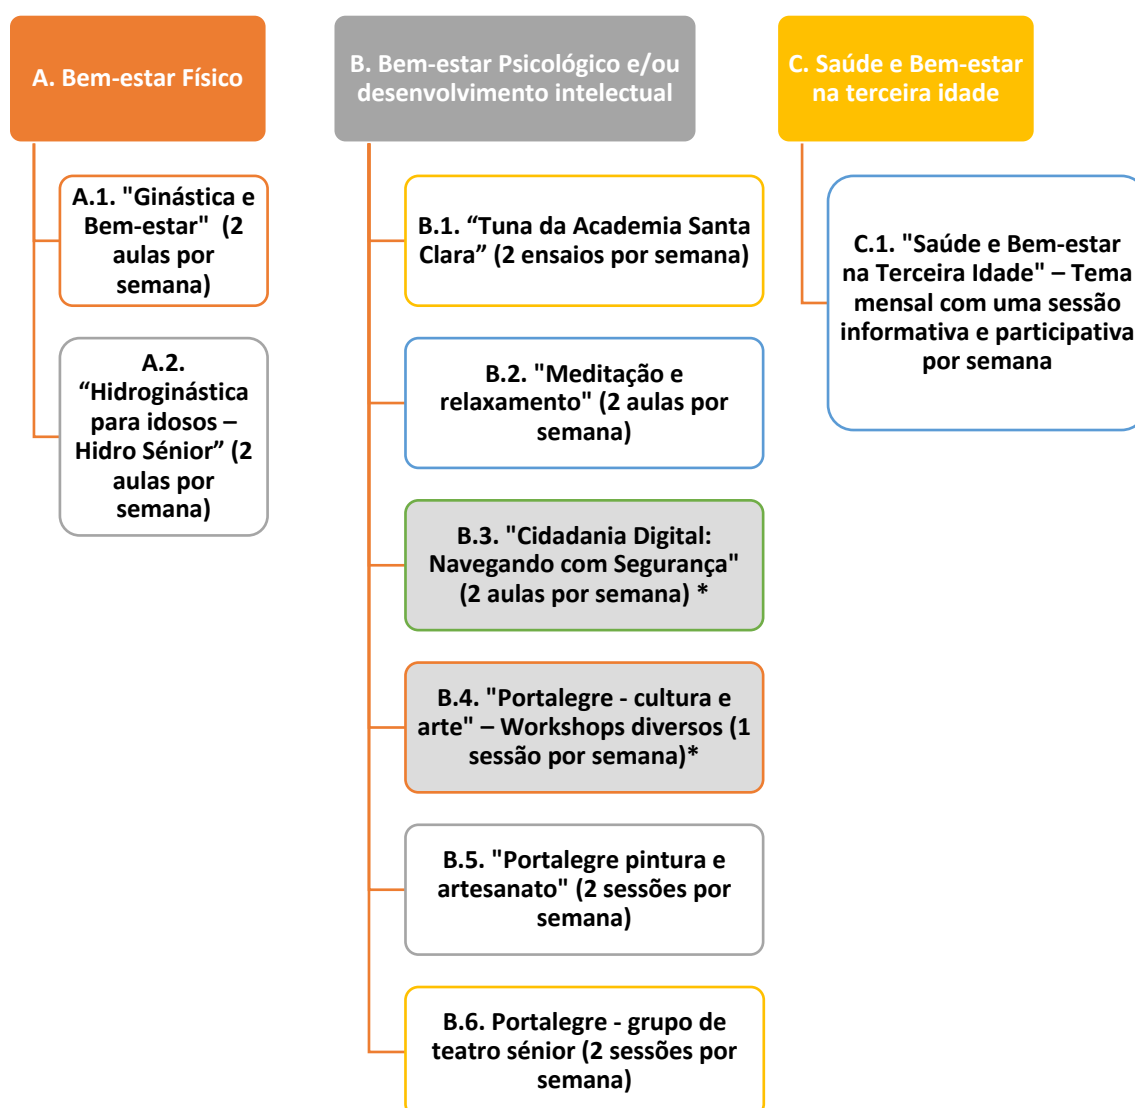 A. Bem-estar Físico
A.1. "Ginástica e
Bem-estar" (2
aulas por
semana)
A.2.
“Hidroginástica
para idosos –
Hidro Sénior” (2
aulas por
semana)
B. Bem-estar Psicológico e/ou
desenvolvimento intelectual
B.1. “Tuna da Academia Santa
Clara” (2 ensaios por semana)
B.2. "Meditação e
relaxamento" (2 aulas por
semana)
B.3. "Cidadania Digital:
Navegando com Segurança"
(2 aulas por semana) *
B.4. "Portalegre - cultura e
arte" – Workshops diversos (1
sessão por semana)*
B.5. "Portalegre pintura e
artesanato" (2 sessões por
semana)
B.6. Portalegre - grupo de
teatro sénior (2 sessões por
semana)
C. Saúde e Bem-estar
na terceira idade
C.1. "Saúde e Bem-estar
na Terceira Idade" – Tema
mensal com uma sessão
informativa e participativa
por semana